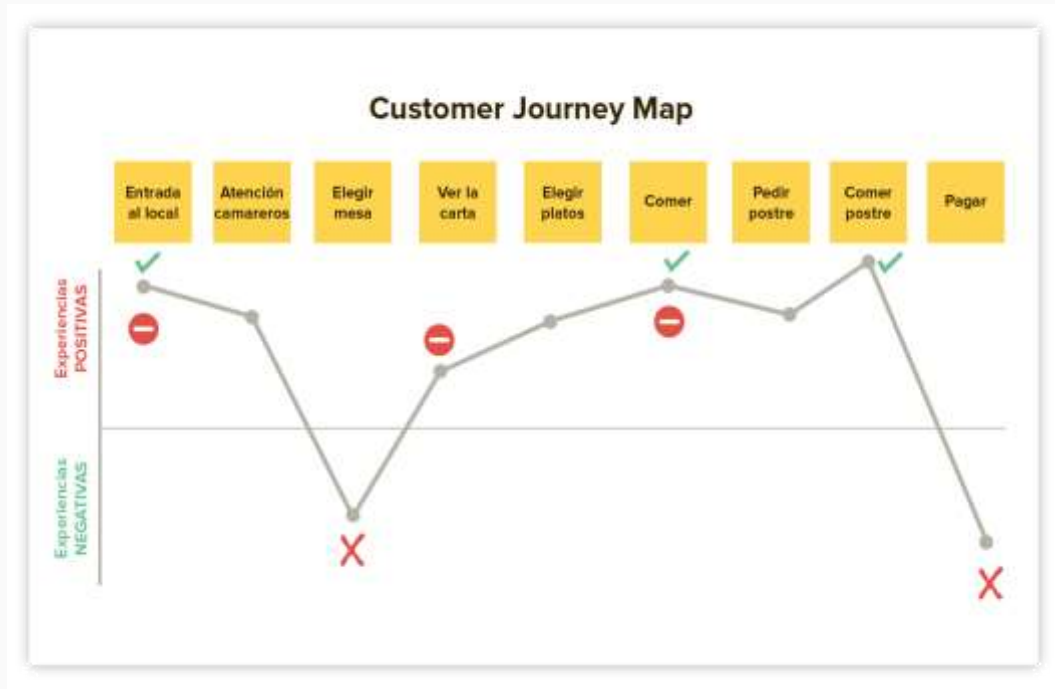 Customer Journey Map
Entrada
al local
Atención
camareros
Elegir
mesa
Ver la
carta
Elegir
platos
Comer
Pedir
postre
Comer
postre
Pagar
Experiencias
POSITIVAS
Experiencias
NEGATIVAS